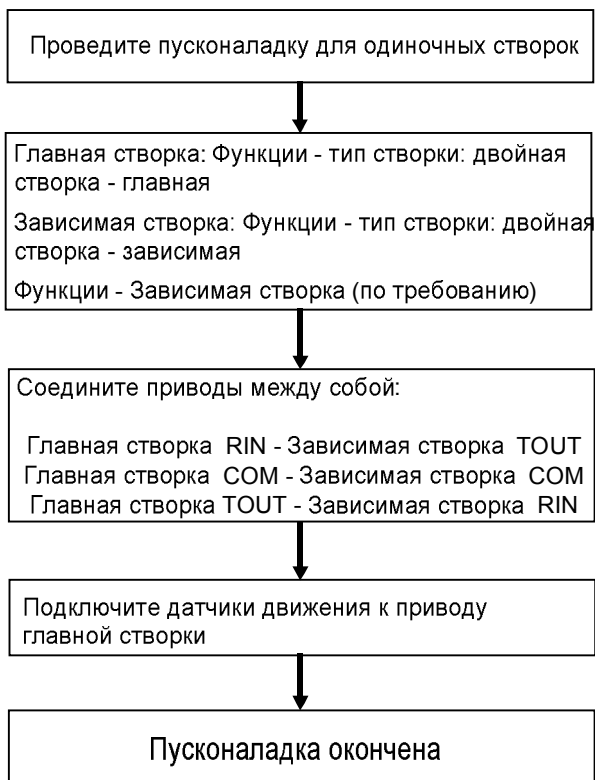 Проведите пусконаладку для одиночных створок
Главная створка: Функции - тип створки: двойная
створка - главная
Зависимая створка: Функции - тип створки: двойная
створка - зависимая
Функции - Зависимая створка (по требованию)
Соедините приводы между собой:
Главная створка RIN - Зависимая створка TOUT
Главная створка COM - Зависимая створка COM
Главная створка TOUT - Зависимая створка RIN
Подключите датчики движения к приводу
главной створки
Пусконаладка окончена